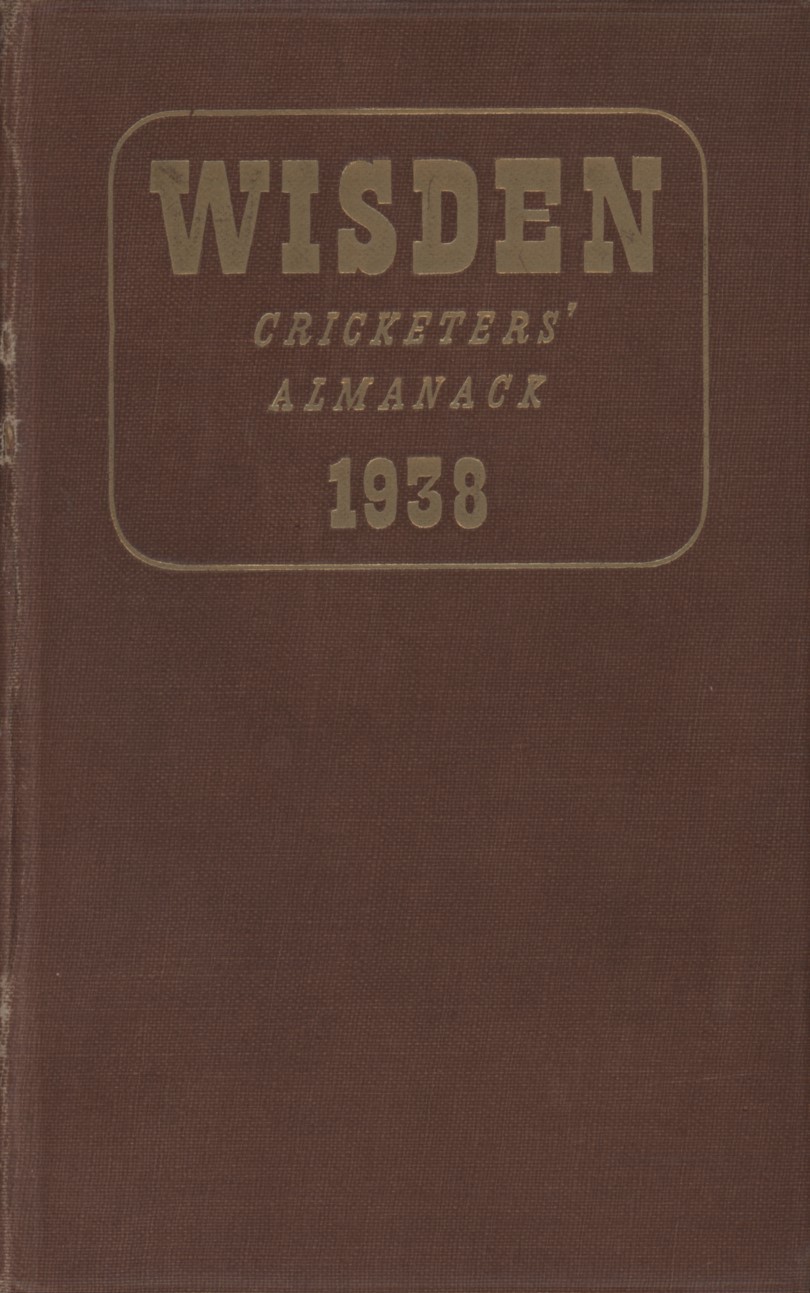 WISDEN
CRICKETERS'
ALMANACK
1938